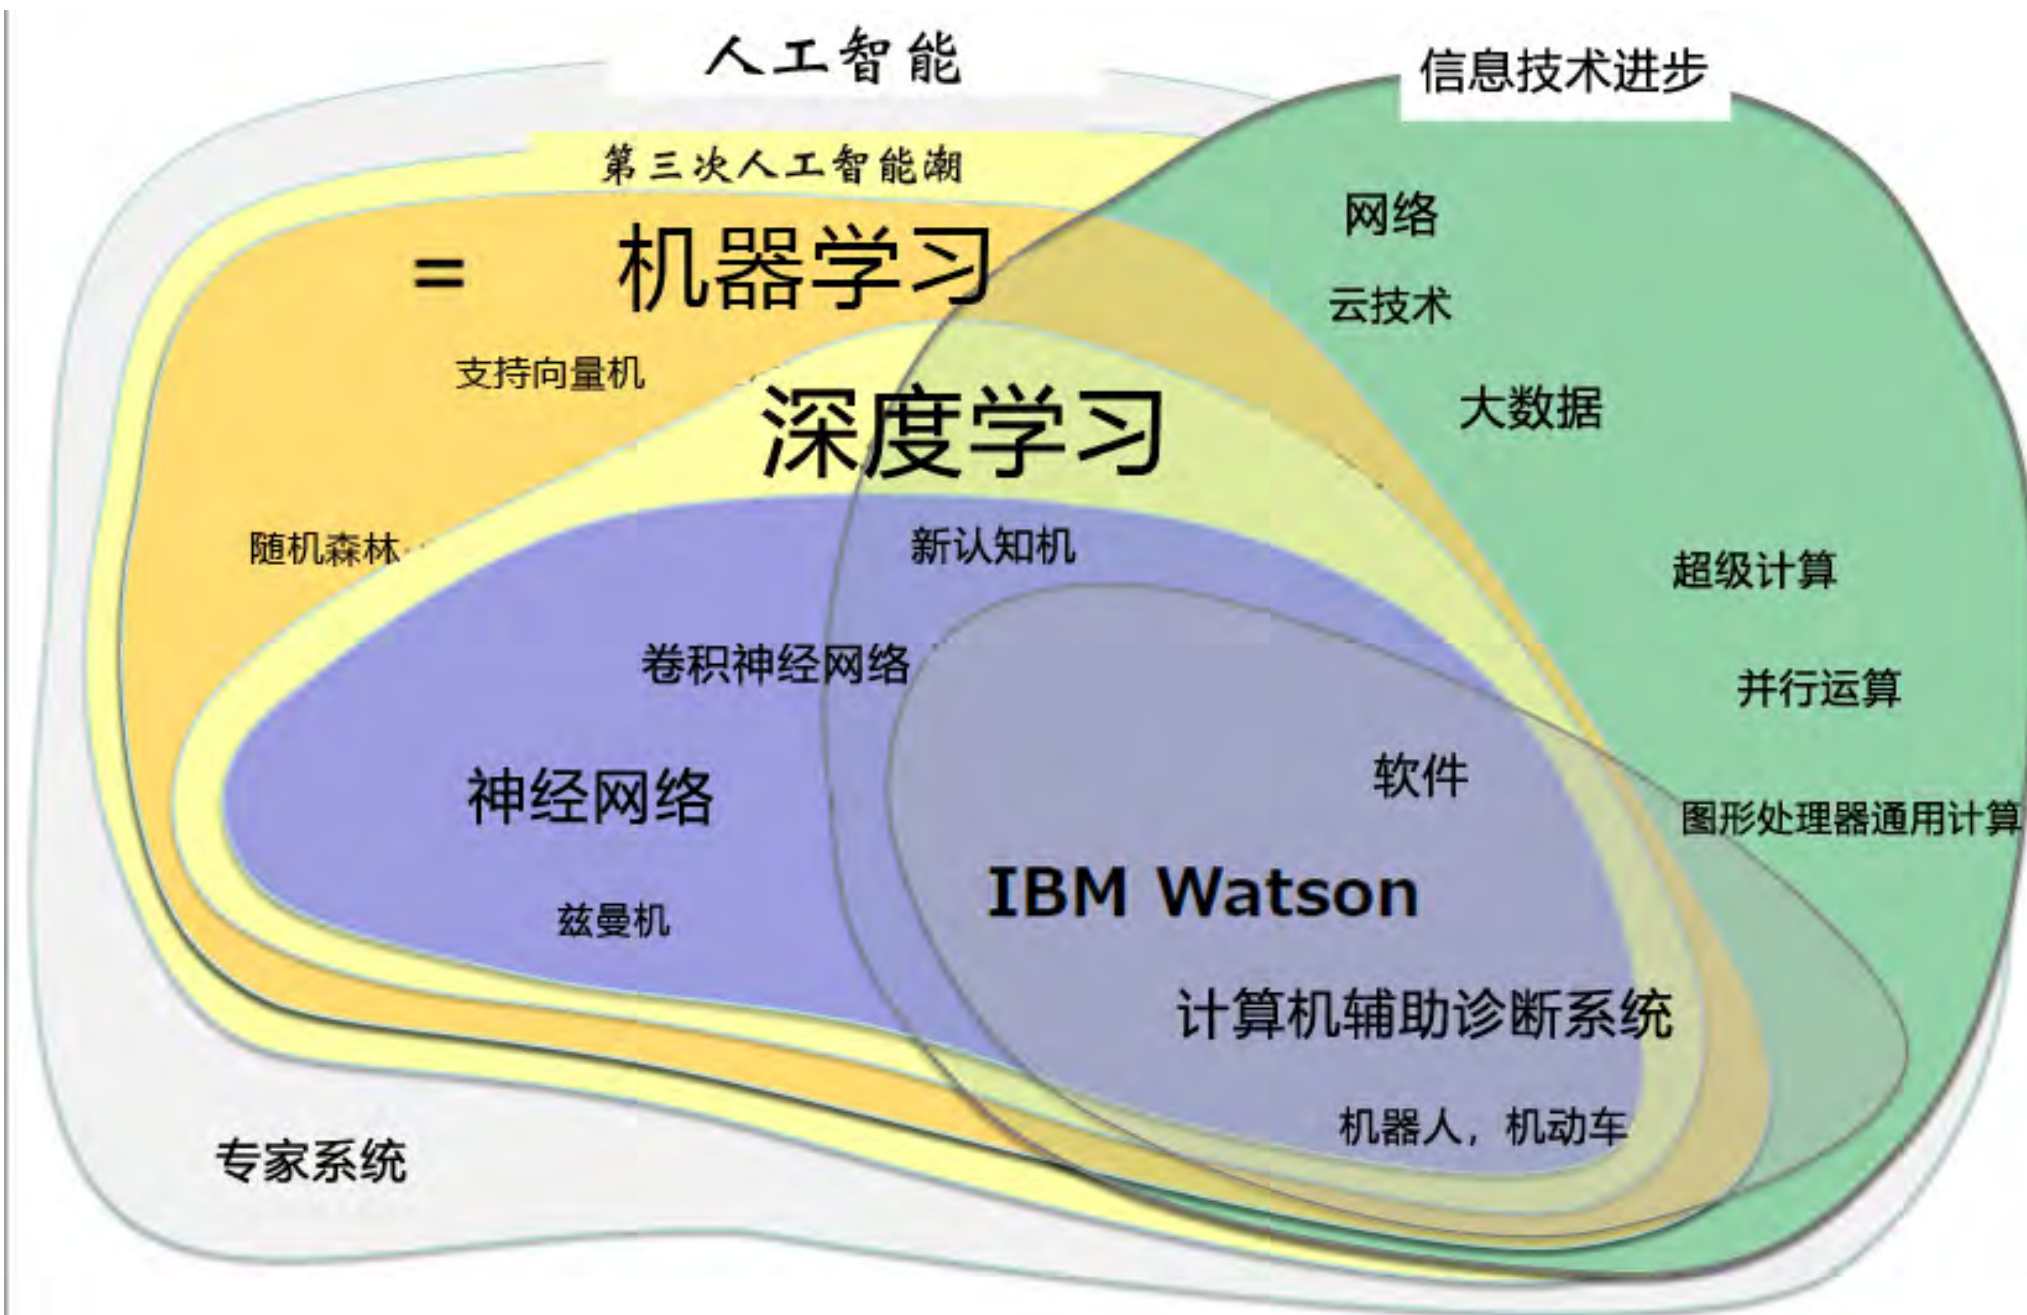 人工智能
信息技术进步
第三次人工智能潮
= 机器学习
网络
云技术
支持向量机
深度学习
大数据
随机森林
新认知机
超级计算
卷积神经网络
并行运算
神经网络
软件
图形处理器通用计算
IBM Watson
兹曼机
计算机辅助诊断系统
机器人，机动车
专家系统